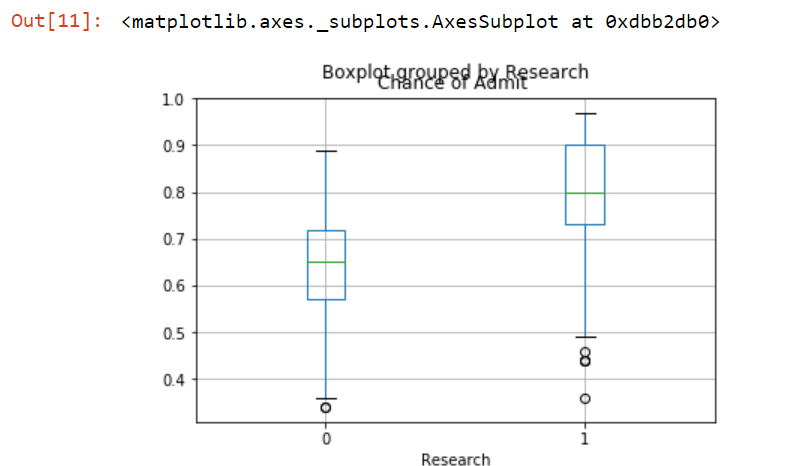 Out[11]: <matplotlib.axes._subplots.AxesSubplot at 0xdbb2db0>
Boxplot grouped by Research
Chance of Admit
1.0
0.9
0.8
0.7
0.6
0.5
0.4
0 1
Research